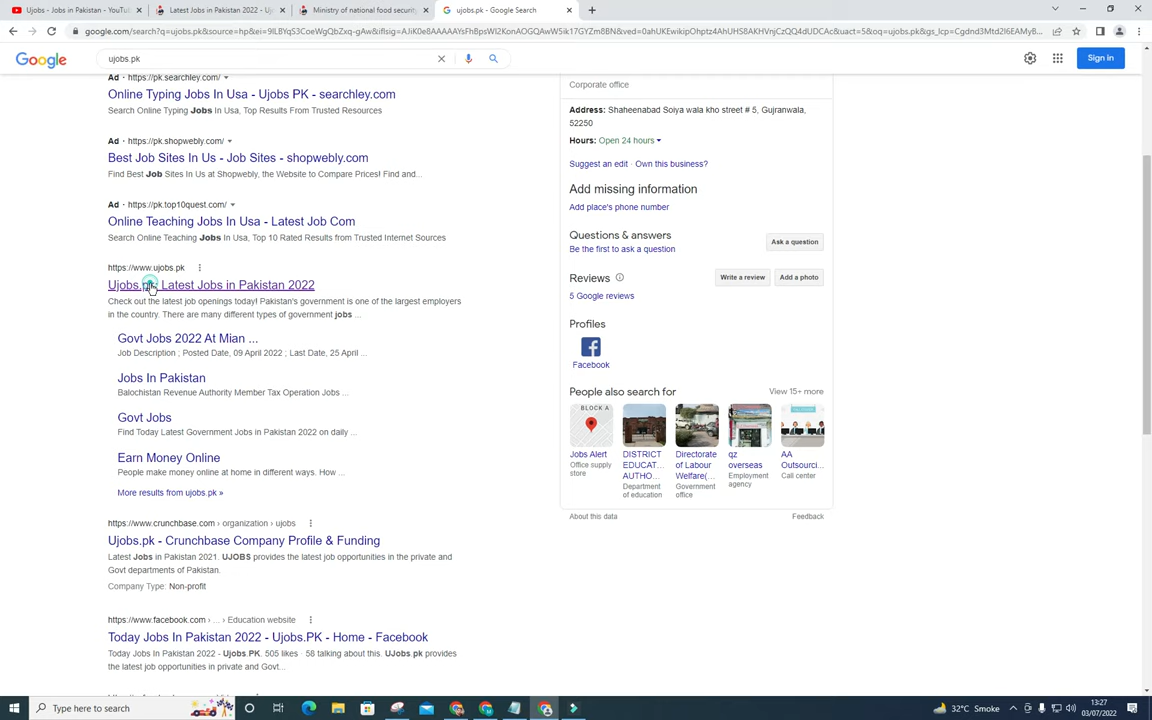 Ujobs - Jobs in Pakistan - YouTu
Latest Jobs in Pakistan 2022 - Uj
Ministry of national food security
ujobs.pk - Google Search
google.com/search?q=ujobs.pk&source=hp&ei=
Google
ujobs.pk
Sign in
Ad · https://pk.searchley.com/
Online Typing Jobs In Usa - Ujobs PK - searchley.com
Search Online Typing Jobs In Usa, Top Results From Trusted Resources
Ad · https://pk.shopwebly.com/
Best Job Sites In Us - Job Sites - shopwebly.com
Find Best Job Sites In Us at Shopwebly, the Website to Compare Prices! Find and...
Ad · https://pk.top10quest.com/
Online Teaching Jobs In Usa - Latest Job Com
Search Online Teaching Jobs In Usa, Top 10 Rated Results from Trusted Internet Sources
https://www.ujobs.pk
Ujobs.pk: Latest Jobs in Pakistan 2022
Check out the latest job openings today! Pakistan's government is one of the largest employers
in the country. There are many different types of government jobs ...
Govt Jobs 2022 At Mian ...
Job Description ; Posted Date, 09 April 2022 ; Last Date, 25 April ...
Jobs In Pakistan
Balochistan Revenue Authority Member Tax Operation Jobs ...
Govt Jobs
Find Today Latest Government Jobs in Pakistan 2022 on daily ...
Earn Money Online
People make money online at home in different ways. How ...
More results from ujobs.pk »
https://www.crunchbase.com › organization › ujobs
Ujobs.pk - Crunchbase Company Profile & Funding
Latest Jobs in Pakistan 2021. UJOBS provides the latest job opportunities in the private and
Govt departments of Pakistan.
Company Type: Non-profit
https://www.facebook.com › ... › Education website
Today Jobs In Pakistan 2022 - Ujobs.PK - Home - Facebook
Today Jobs In Pakistan 2022 - Ujobs.PK. 505 likes · 58 talking about this. UJobs.pk provides
the latest job opportunities in private and Govt...
Corporate office
Address: Shaheenabad Soiya wala kho street # 5, Gujranwala,
52250
Hours: Open 24 hours
Suggest an edit · Own this business?
Add missing information
Add place's phone number
Questions & answers
Be the first to ask a question
Ask a question
Reviews
Write a review
Add a photo
5 Google reviews
Profiles
Facebook
People also search for
View 15+ more
BLOCK A
Jobs Alert
Office supply
store
DISTRICT
EDUCAT...
AUTHO...
Department
of education
Directorate
of Labour
Welfare(...
Government
office
qz
overseas
Employment
agency
AA
Outsourci...
Call center
About this data
Feedback
Type here to search
32°C Smoke
13:27
03/07/2022